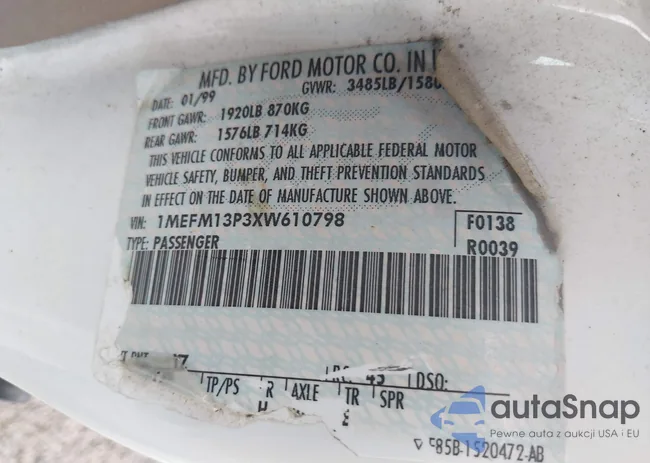 MFD. BY FORD MOTOR CO. IN
DATE: 01/99 GVWR: 3485LB/1580
FRONT GAWR: 1920LB 870KG
REAR GAWR: 1576LB 714KG
THIS VEHICLE CONFORMS TO ALL APPLICABLE FEDERAL MOTOR
VEHICLE SAFETY, BUMPER, AND THEFT PREVENTION STANDARDS
IN EFFECT ON THE DATE OF MANUFACTURE SHOWN ABOVE.
VIN: 1MEFM13P3XW610798 F0138
TYPE: PASSENGER R0039
DSO:
TP/PS R AXLE TR SPR
F85B-1520472-AB
autaSnap
Pewne auta z aukcji USA i EU